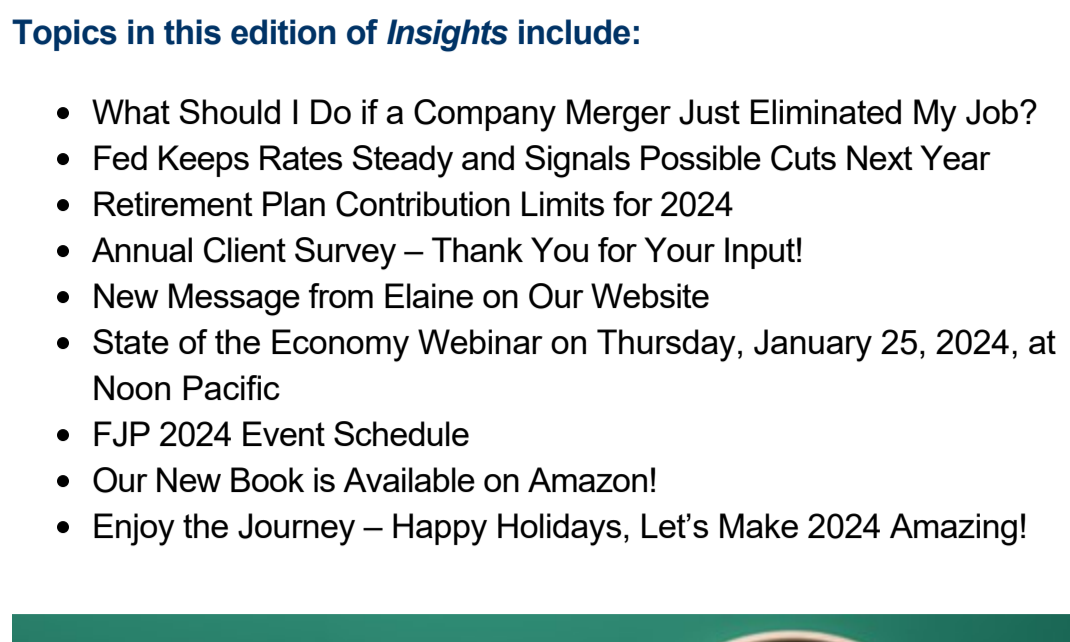 Topics in this edition of Insights include:
• What Should I Do if a Company Merger Just Eliminated My Job?
• Fed Keeps Rates Steady and Signals Possible Cuts Next Year
• Retirement Plan Contribution Limits for 2024
• Annual Client Survey – Thank You for Your Input!
• New Message from Elaine on Our Website
• State of the Economy Webinar on Thursday, January 25, 2024, at
Noon Pacific
• FJP 2024 Event Schedule
• Our New Book is Available on Amazon!
• Enjoy the Journey – Happy Holidays, Let’s Make 2024 Amazing!